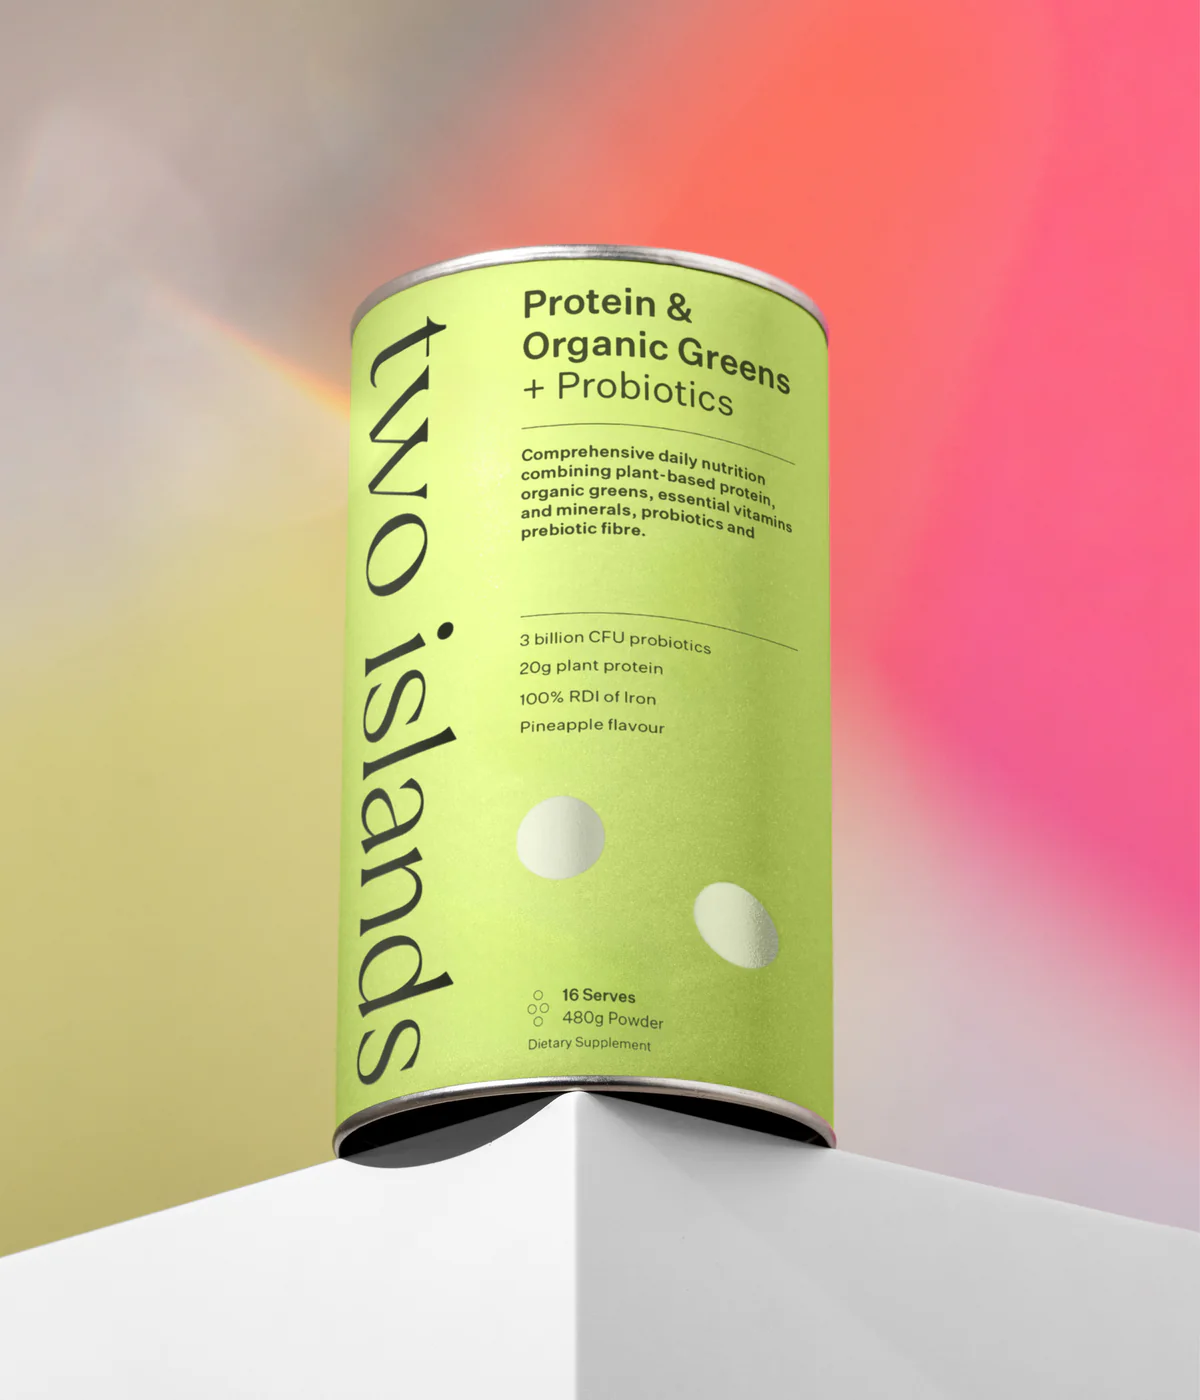 two islands
Protein &
Organic Greens
+ Probiotics
Comprehensive daily nutrition
combining plant-based protein,
organic greens, essential vitamins
and minerals, probiotics and
prebiotic fibre.
3 billion CFU probiotics
20g plant protein
100% RDI of Iron
Pineapple flavour
16 Serves
480g Powder
Dietary Supplement